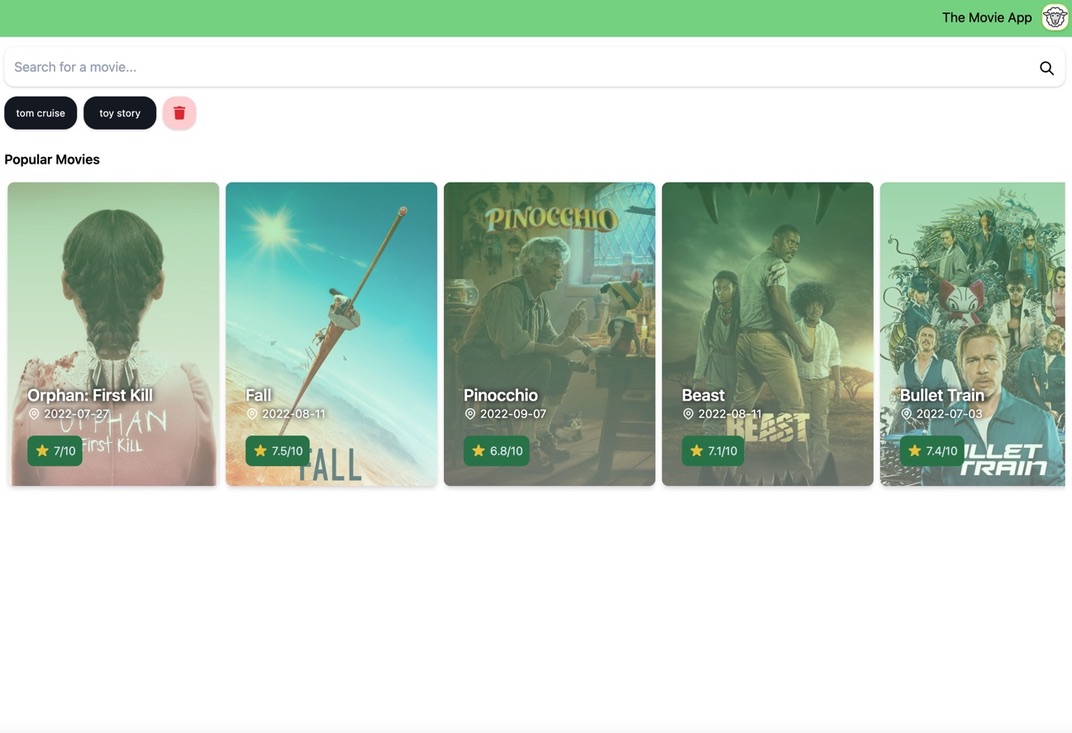 The Movie App
Search for a movie...
tom cruise
toy story
Popular Movies
Orphan: First Kill
2022-07-27
ORPHAN
First Kill
7/10
Fall
2022-08-11
7.5/10
FALL
PINOCCHIO
Pinocchio
2022-09-07
6.8/10
Beast
2022-08-11
BEAST
7.1/10
Bullet Train
2022-07-03
7.4/10
LLET
TRAIN